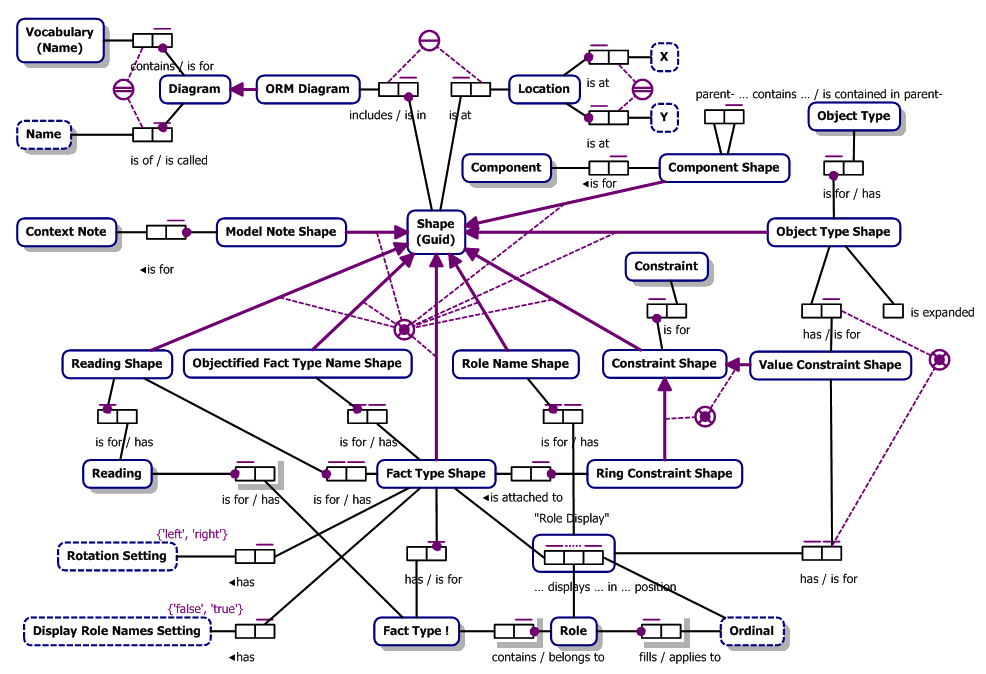 Vocabulary
(Name)
contains / is for
Diagram
ORM Diagram
Name
is of / is called
includes / is in
is at
Location
is at
X
is at
Y
parent- ... contains ... / is contained in parent-
Object Type
Component
◄is for
Component Shape
is for / has
Context Note
◄is for
Model Note Shape
Shape
(Guid)
Object Type Shape
Constraint
is for
has / is for
is expanded
Reading Shape
Objectified Fact Type Name Shape
Role Name Shape
Constraint Shape
Value Constraint Shape
is for / has
is for / has
is for / has
Reading
is for / has
is for / has
Fact Type Shape
◄is attached to
Ring Constraint Shape
"Role Display"
{'left', 'right'}
Rotation Setting
◄has
has / is for
... displays ... in ... position
has / is for
{'false', 'true'}
Display Role Names Setting
◄has
Fact Type !
contains / belongs to
Role
fills / applies to
Ordinal